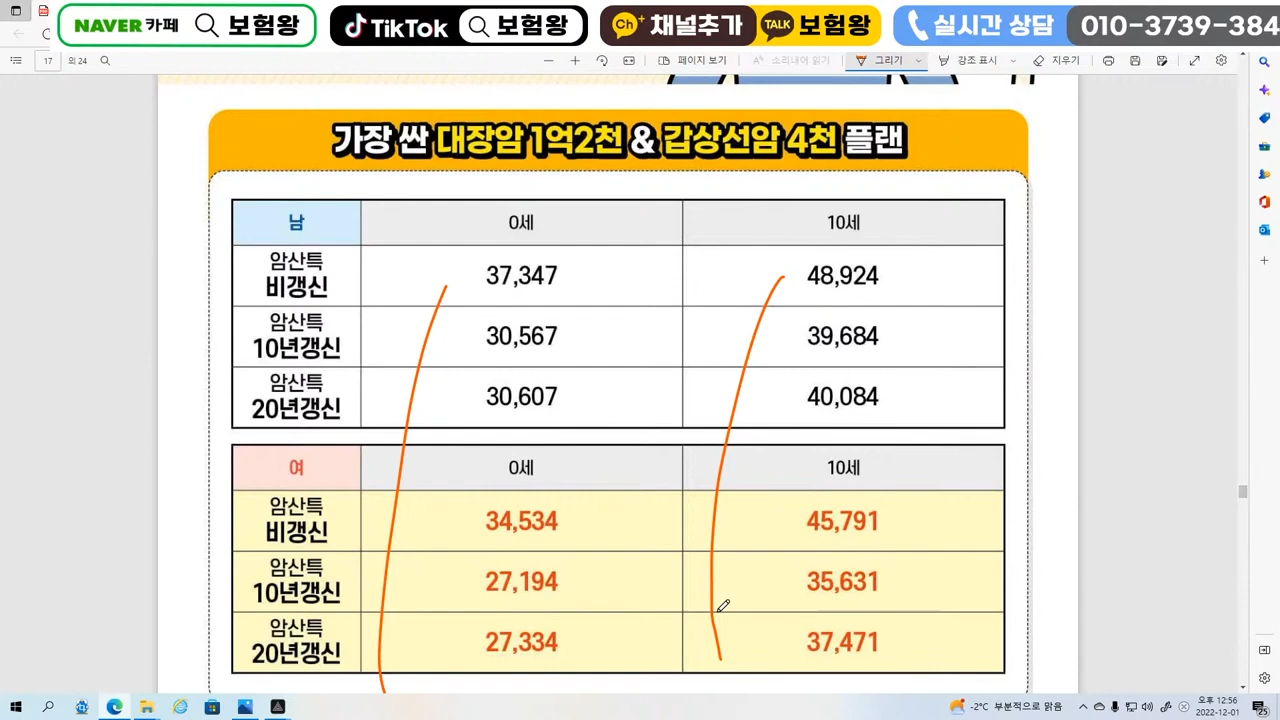 NAVER 카페 보험왕
TikTok 보험왕
Ch+ 채널추가 TALK 보험왕
실시간 상담 010-3739-384
17 외 24 페이지 보기 소리내어 읽기 그리기 강조 표시 지우기
가장 싼 대장암 1억2천 & 갑상선암 4천 플랜
남 0세 10세
암산특
비갱신 37,347 48,924
암산특
10년갱신 30,567 39,684
암산특
20년갱신 30,607 40,084
여 0세 10세
암산특
비갱신 34,534 45,791
암산특
10년갱신 27,194 35,631
암산특
20년갱신 27,334 37,471
-2°C 부분적으로 맑음
오후 12:56
2022-12-01
25